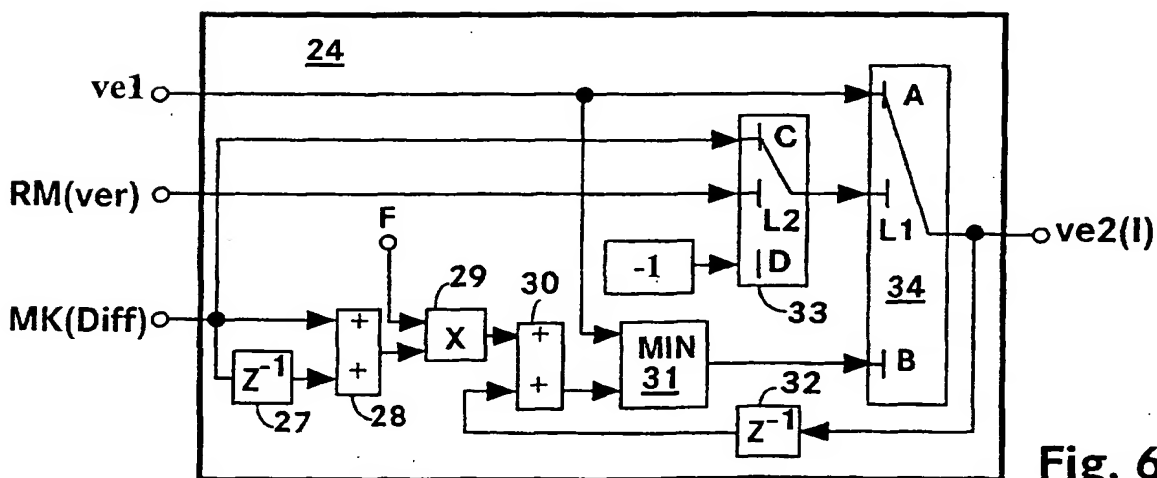 24
ve1
A
C
RM(ver)
L2
L1
ve2(I)
F
-1
D
34
29
30
33
MK(Diff)
+
X
+
MIN
31
B
Z-1
+
+
32
27
28
Z-1
Fig. 6